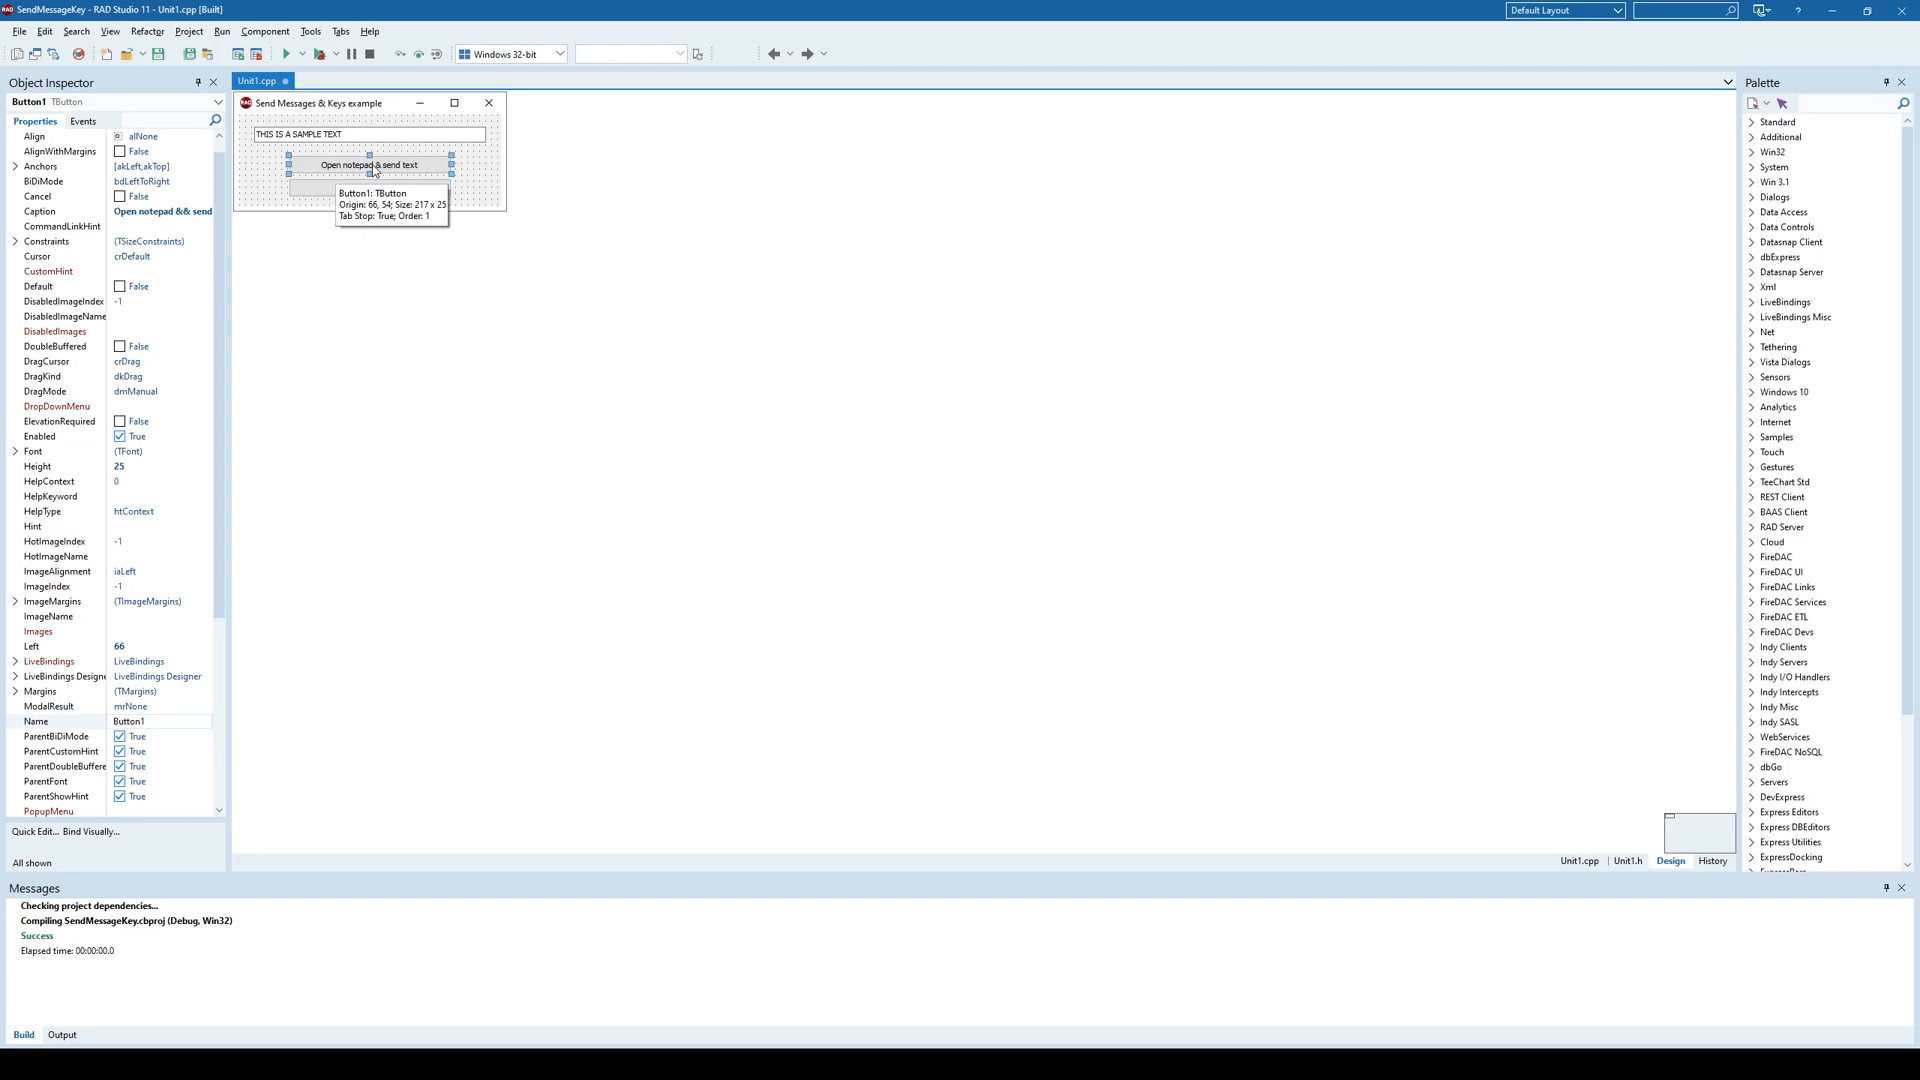 SendMessageKey - RAD Studio 11 - Unit1.cpp [Built]
Default Layout
File Edit Search View Refactor Project Run Component Tools Tabs Help
Windows 32-bit
Object Inspector
Button1 TButton
Properties Events
Align alNone
AlignWithMargins False
Anchors [akLeft,akTop]
BiDiMode bdLeftToRight
Cancel False
Caption Open notepad && send
CommandLinkHint
Constraints (TSizeConstraints)
Cursor crDefault
CustomHint
Default False
DisabledImageIndex -1
DisabledImageName
DisabledImages
DoubleBuffered False
DragCursor crDrag
DragKind dkDrag
DragMode dmManual
DropDownMenu
ElevationRequired False
Enabled True
Font (TFont)
Height 25
HelpContext 0
HelpKeyword
HelpType htContext
Hint
HotImageIndex -1
HotImageName
ImageAlignment iaLeft
ImageIndex -1
ImageMargins (TImageMargins)
ImageName
Images
Left 66
LiveBindings LiveBindings
LiveBindings Designe LiveBindings Designer
Margins (TMargins)
ModalResult mrNone
Name Button1
ParentBiDiMode True
ParentCustomHint True
ParentDoubleBuffere True
ParentFont True
ParentShowHint True
PopupMenu
Quick Edit... Bind Visually...
All shown
Unit1.cpp
Send Messages & Keys example
THIS IS A SAMPLE TEXT
Open notepad & send text
Button1: TButton
Origin: 66, 54; Size: 217 x 25
Tab Stop: True; Order: 1
Unit1.cpp Unit1.h Design History
Palette
Standard
Additional
Win32
System
Win 3.1
Dialogs
Data Access
Data Controls
Datasnap Client
dbExpress
Datasnap Server
Xml
LiveBindings
LiveBindings Misc
Net
Tethering
Vista Dialogs
Sensors
Windows 10
Analytics
Internet
Samples
Touch
Gestures
TeeChart Std
REST Client
BAAS Client
RAD Server
Cloud
FireDAC
FireDAC UI
FireDAC Links
FireDAC Services
FireDAC ETL
FireDAC Devs
Indy Clients
Indy Servers
Indy I/O Handlers
Indy Intercepts
Indy Misc
Indy SASL
WebServices
FireDAC NoSQL
dbGo
Servers
DevExpress
Express Editors
Express DBEditors
Express Utilities
ExpressDocking
Messages
Checking project dependencies...
Compiling SendMessageKey.cbproj (Debug, Win32)
Success
Elapsed time: 00:00:00.0
Build Output